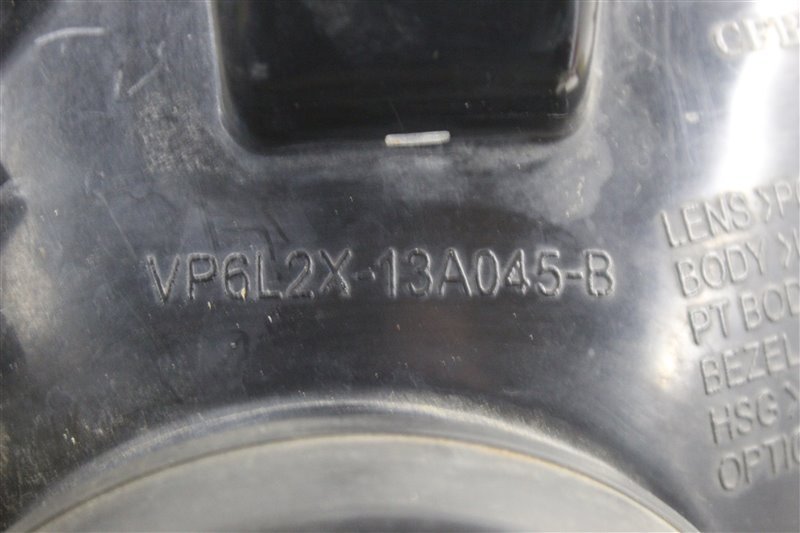 VP6L2X-13A045-B
LENS >P
BODY >
PT BOD
BEZEL
HSG >
OPTIC